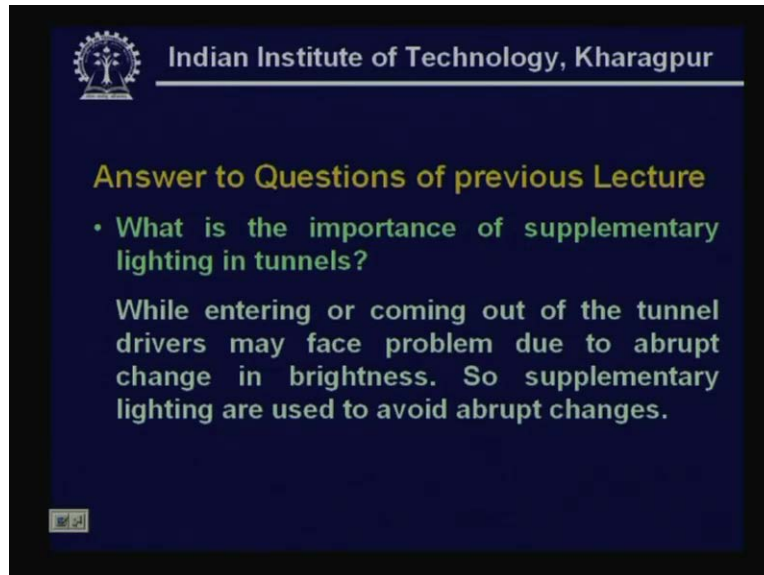 Indian Institute of Technology, Kharagpur
Answer to Questions of previous Lecture
• What is the importance of supplementary
lighting in tunnels?
While entering or coming out of the tunnel
drivers may face problem due to abrupt
change in brightness. So supplementary
lighting are used to avoid abrupt changes.